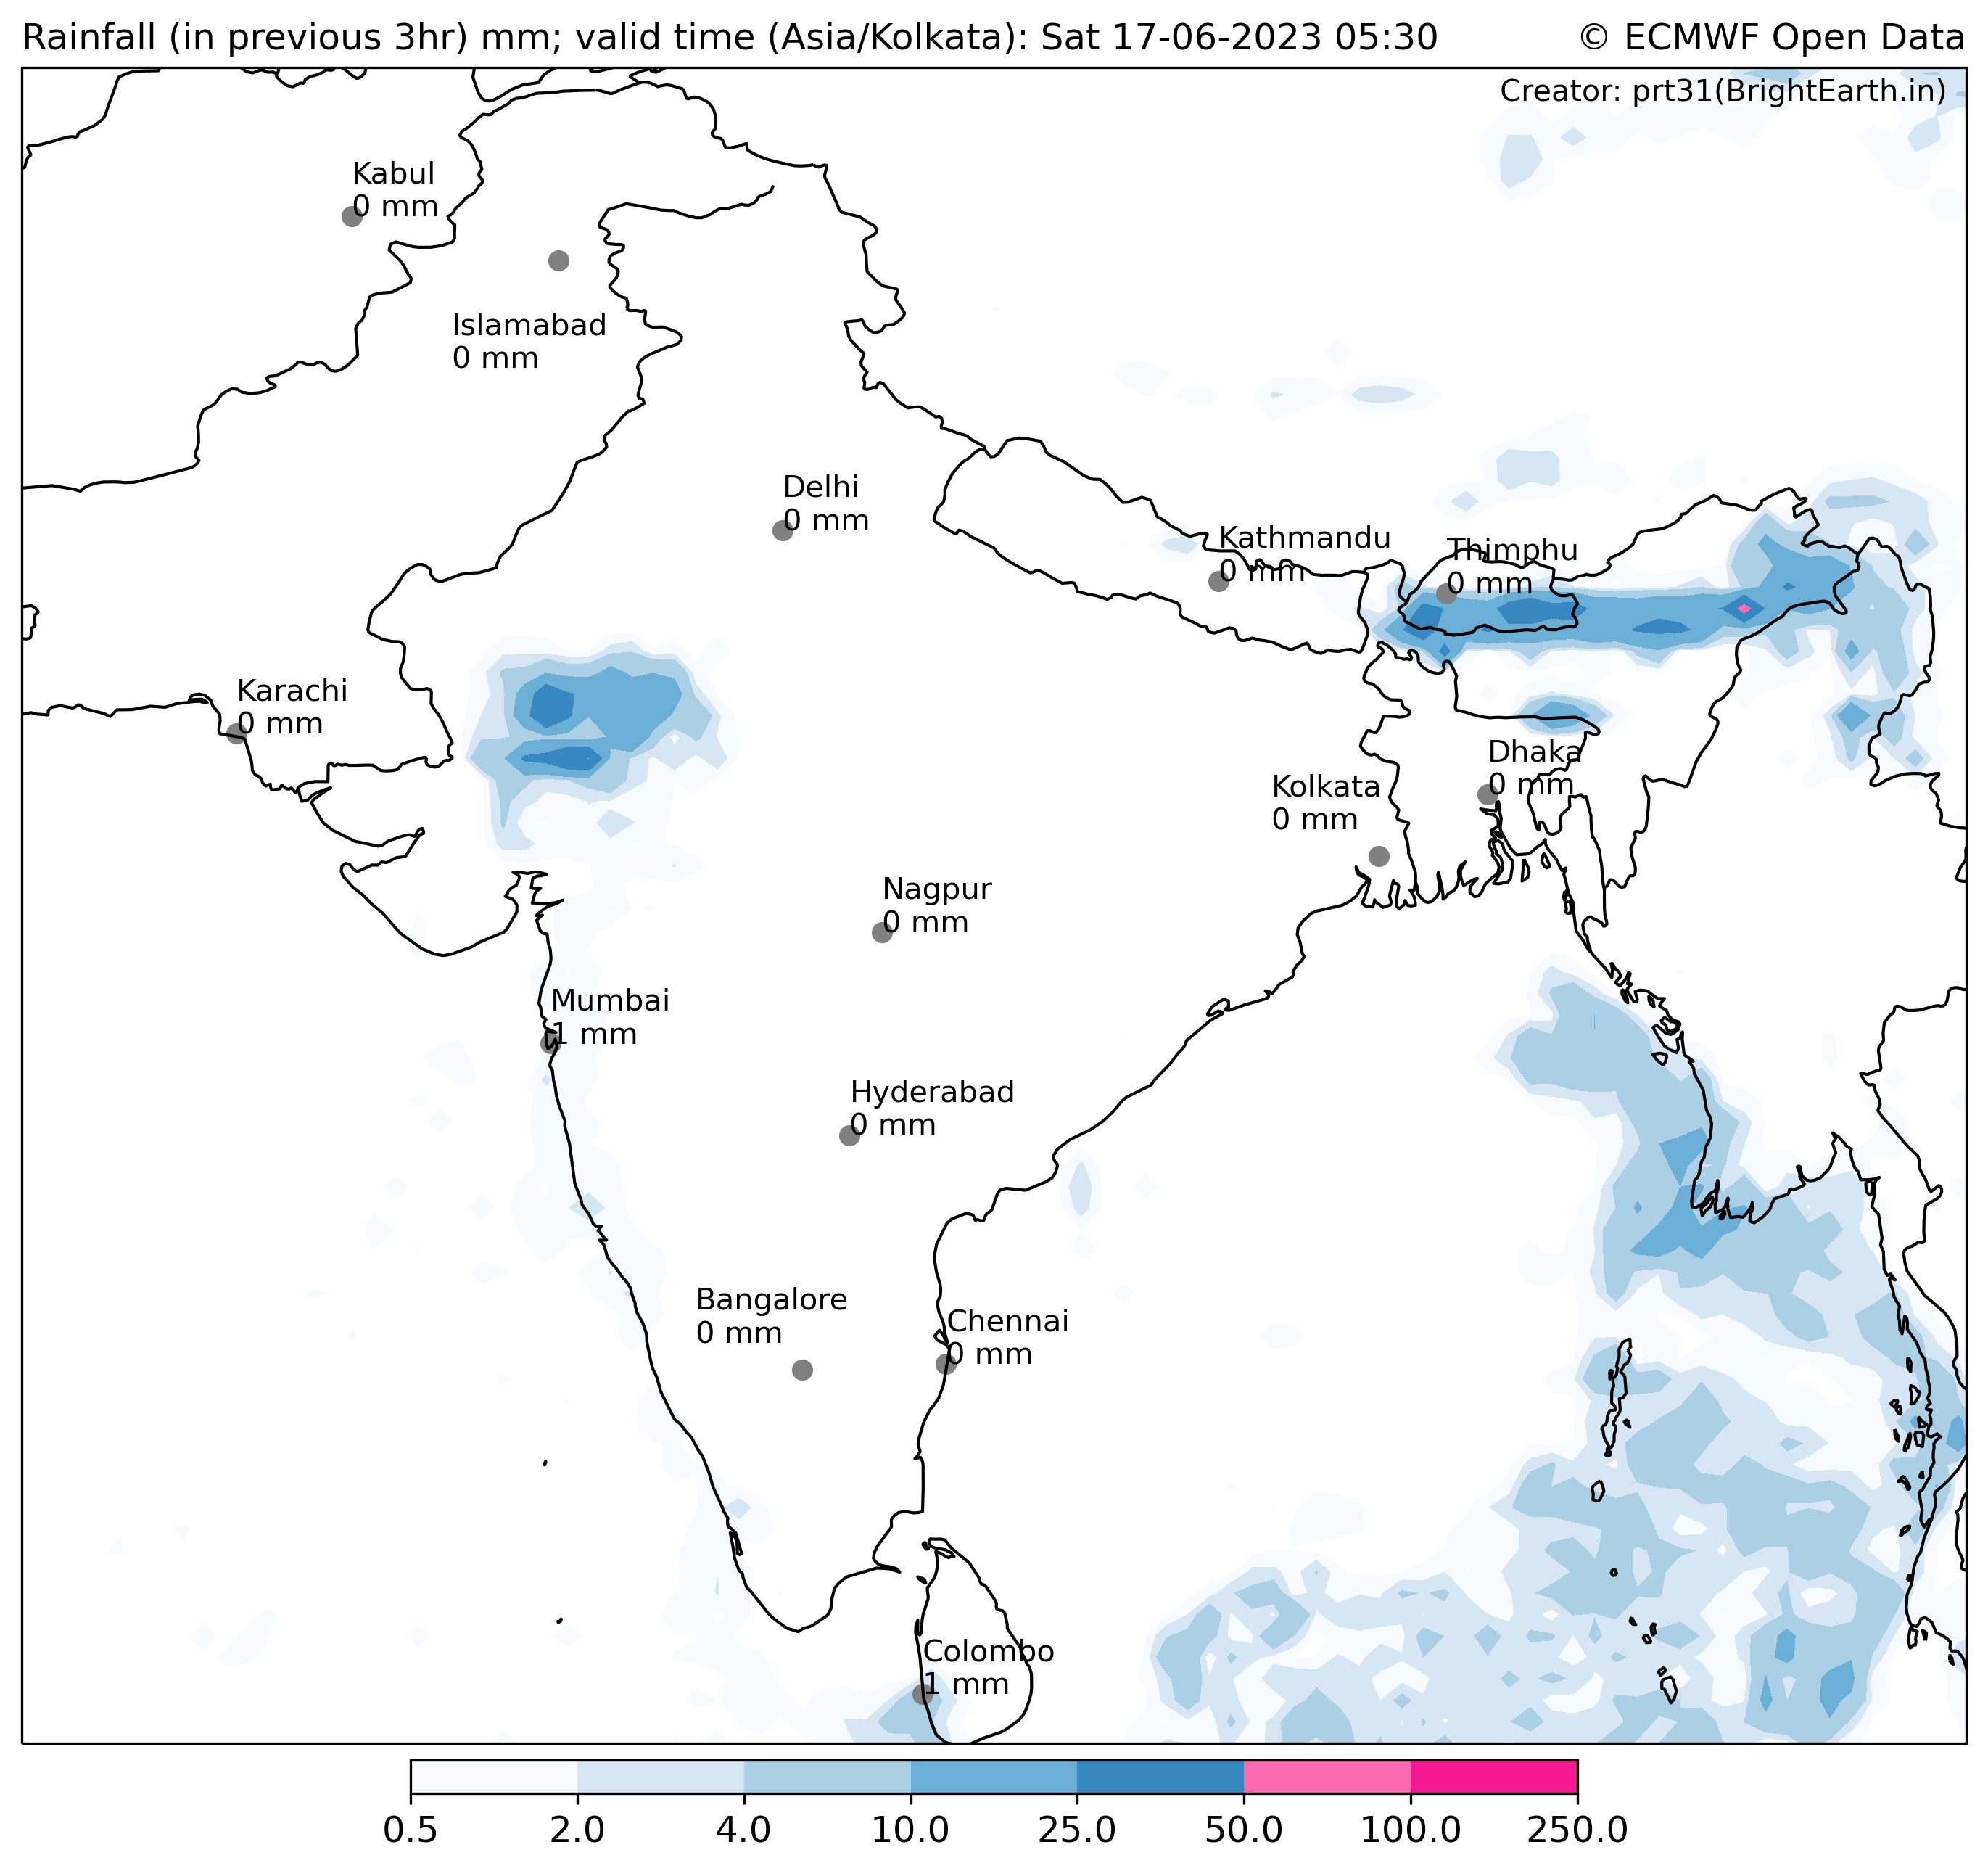 Rainfall (in previous 3hr) mm; valid time (Asia/Kolkata): Sat 17-06-2023 05:30
© ECMWF Open Data
Creator: prt31(BrightEarth.in)
Kabul
0 mm
Islamabad
0 mm
Delhi
0 mm
Kathmandu
0 mm
Thimphu
0 mm
Karachi
0 mm
Dhaka
0 mm
Kolkata
0 mm
Nagpur
0 mm
Mumbai
1 mm
Hyderabad
0 mm
Bangalore
0 mm
Chennai
0 mm
Colombo
1 mm
0.5 2.0 4.0 10.0 25.0 50.0 100.0 250.0